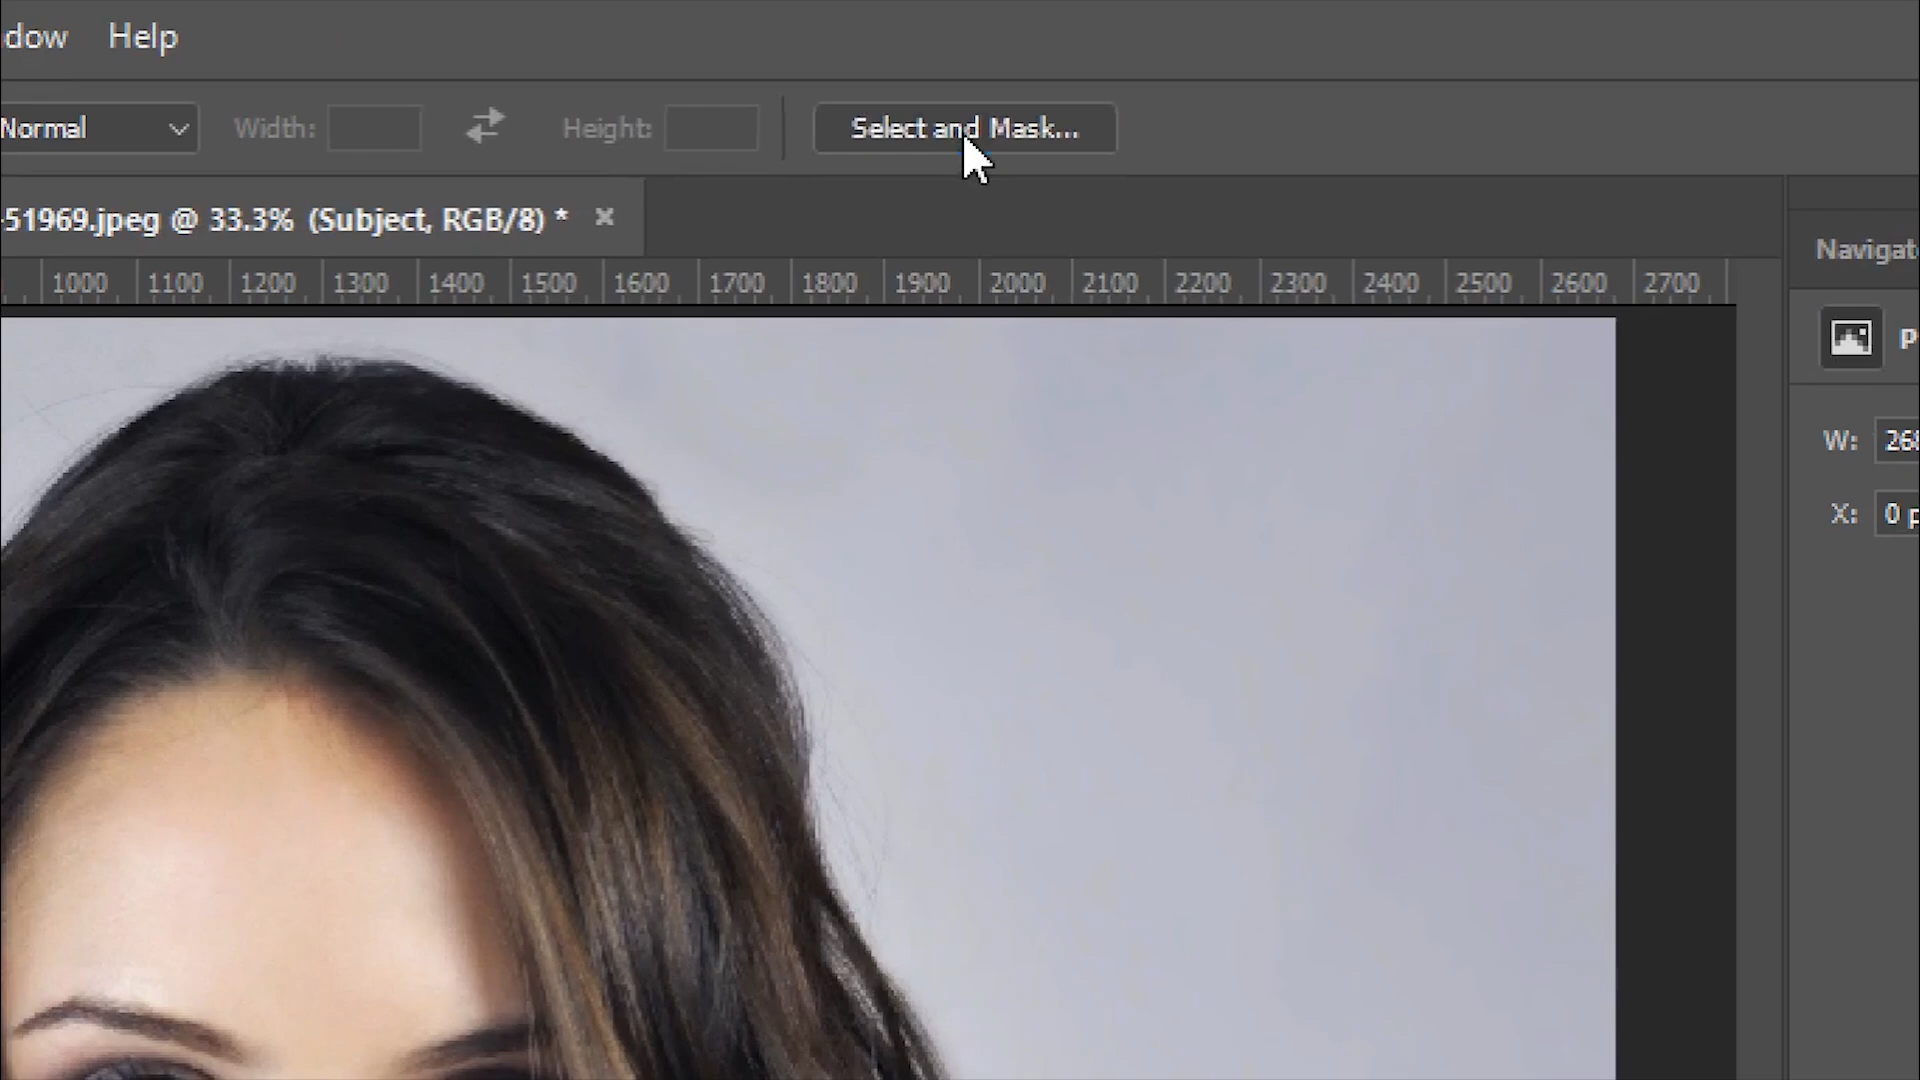 dow Help
Normal Width: Height: Select and Mask...
-51969.jpeg @ 33.3% (Subject, RGB/8) *
1000 1100 1200 1300 1400 1500 1600 1700 1800 1900 2000 2100 2200 2300 2400 2500 2600 2700
Navigat
P
W: 268
X: 0 p